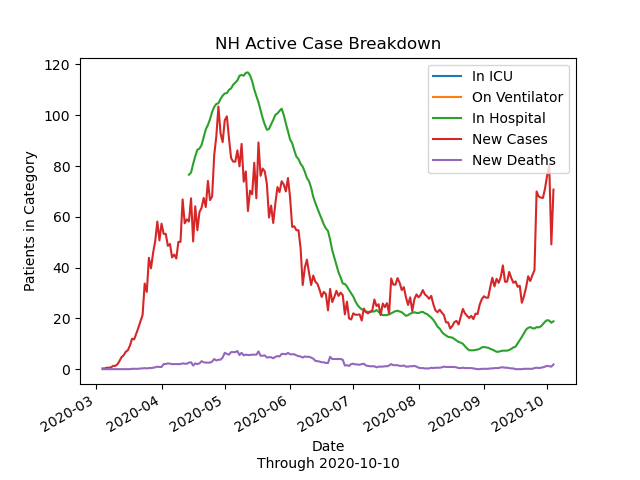 NH Active Case Breakdown
120
100
80
60
40
20
0
Patients in Category
In ICU
On Ventilator
In Hospital
New Cases
New Deaths
2020-03
2020-04
2020-05
2020-06
2020-07
2020-08
2020-09
2020-10
Date
Through 2020-10-10